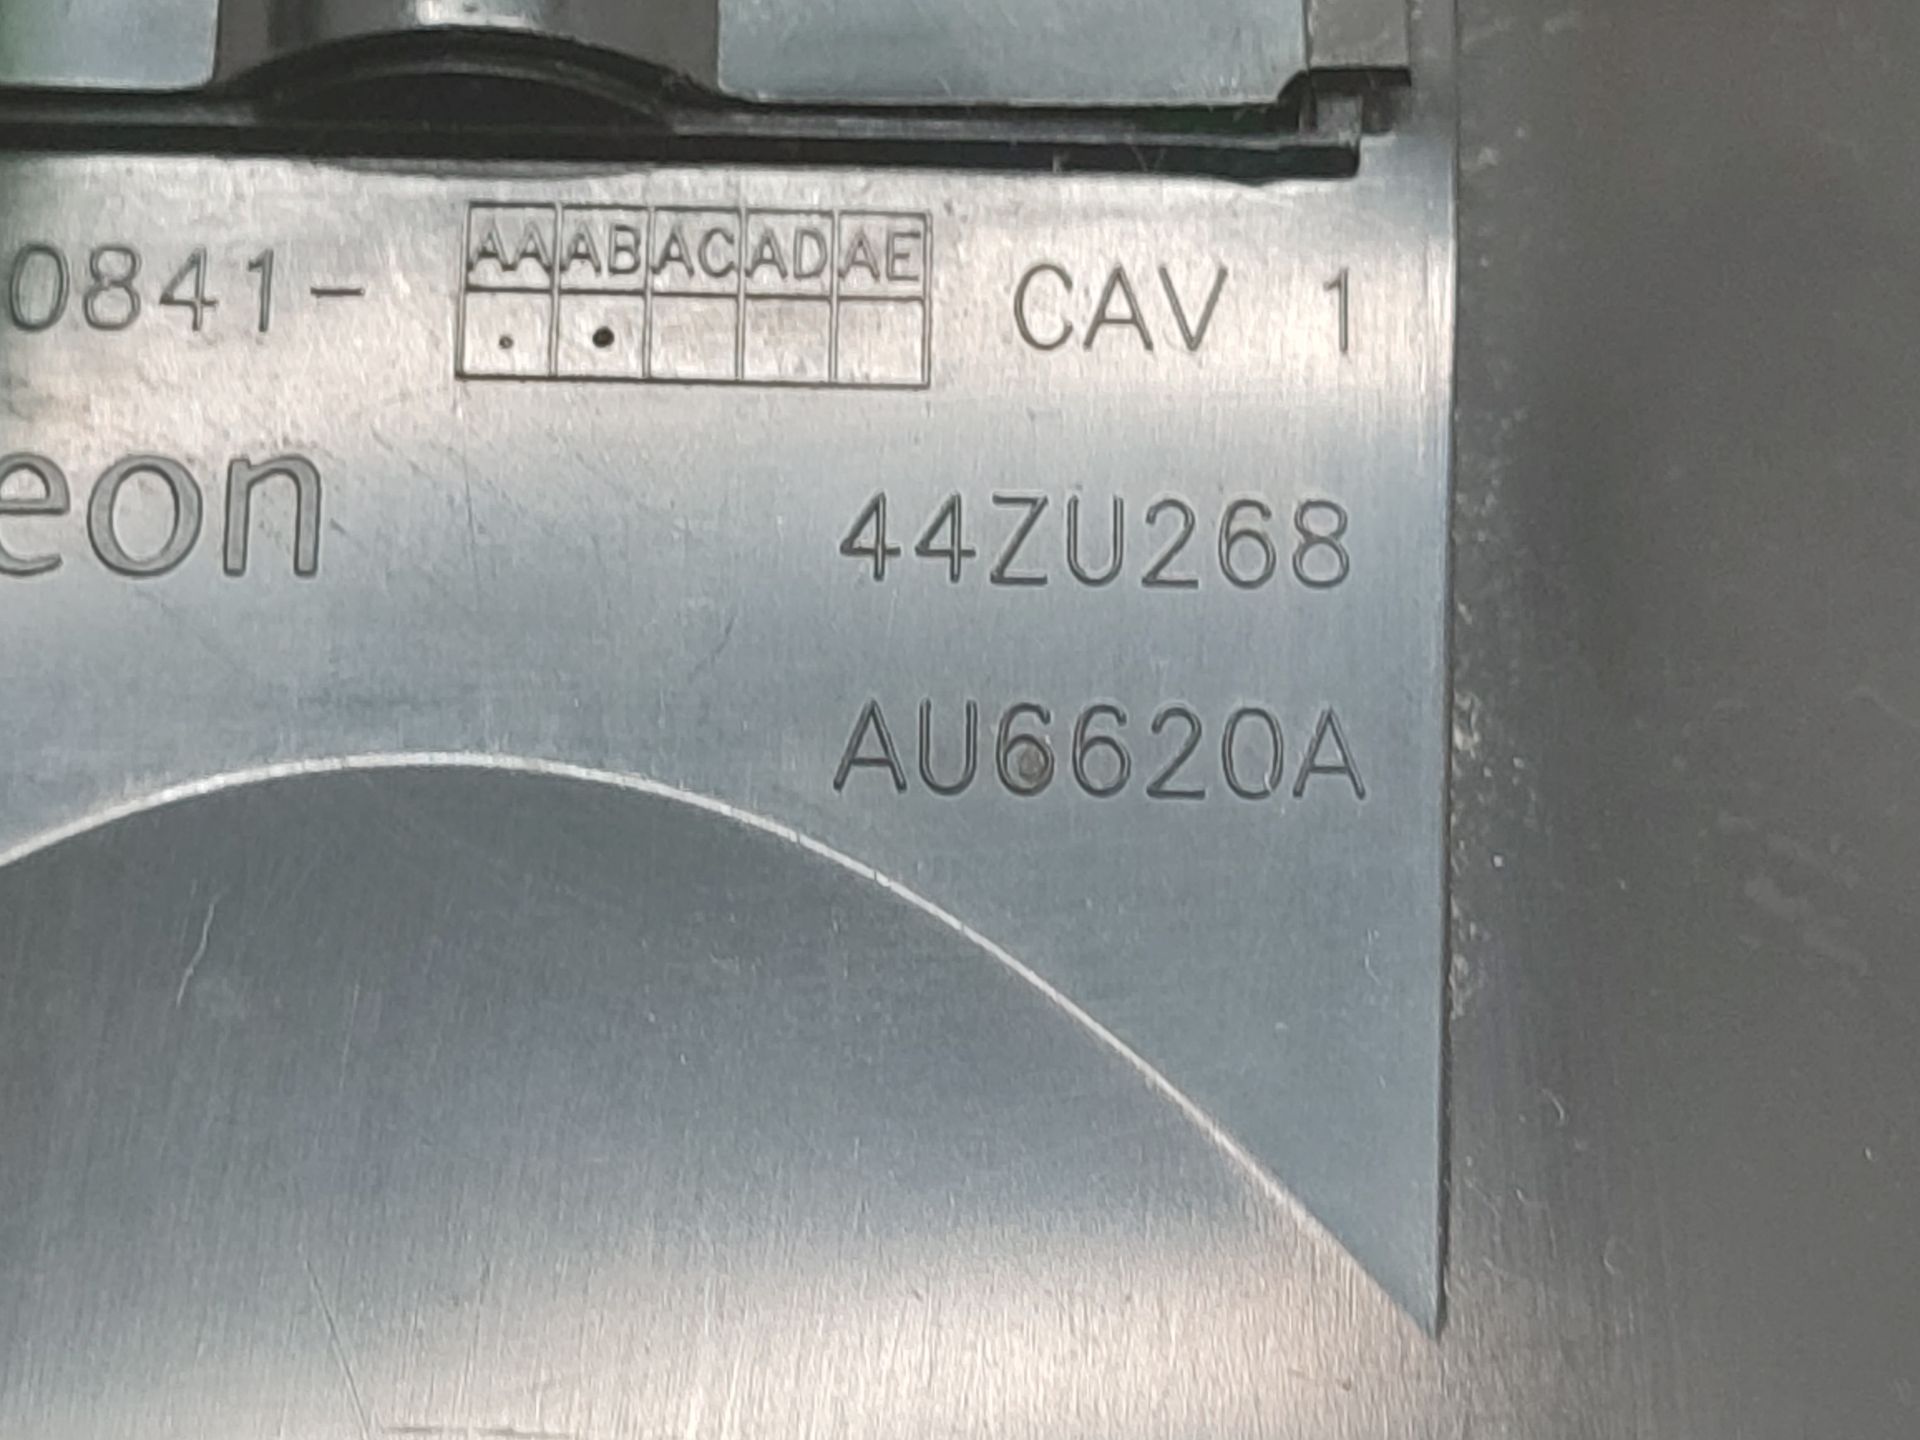 0841- AA AB AC AD AE CAV 1
eon 44ZU268
AU6620A